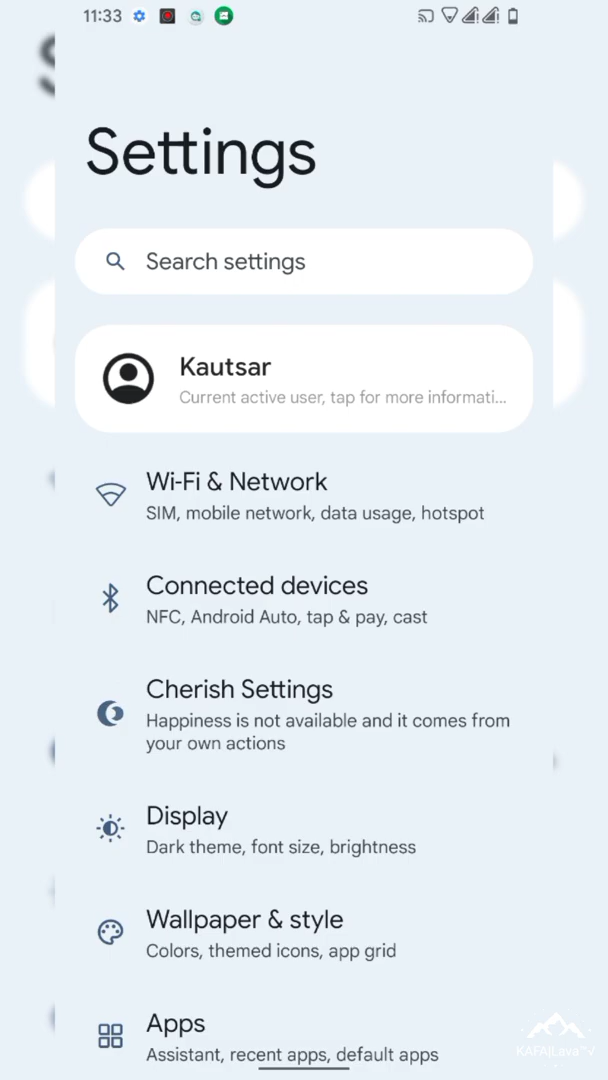 11:33
Settings
Search settings
Kautsar
Current active user, tap for more informati...
Wi-Fi & Network
SIM, mobile network, data usage, hotspot
Connected devices
NFC, Android Auto, tap & pay, cast
Cherish Settings
Happiness is not available and it comes from
your own actions
Display
Dark theme, font size, brightness
Wallpaper & style
Colors, themed icons, app grid
Apps
Assistant, recent apps, default apps